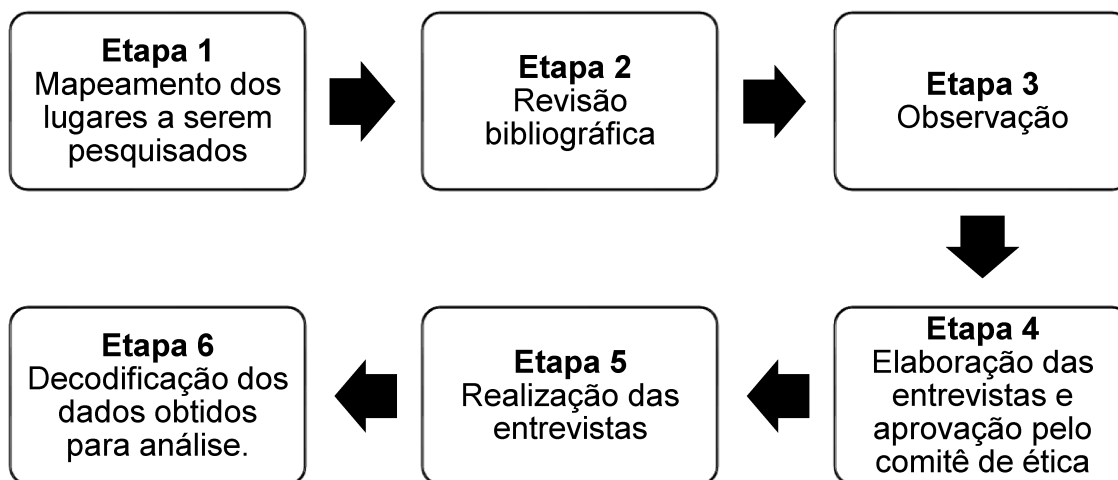 Etapa 1
Mapeamento dos
lugares a serem
pesquisados
Etapa 2
Revisão
bibliográfica
Etapa 3
Observação
Etapa 4
Elaboração das
entrevistas e
aprovação pelo
comitê de ética
Etapa 5
Realização das
entrevistas
Etapa 6
Decodificação dos
dados obtidos
para análise.